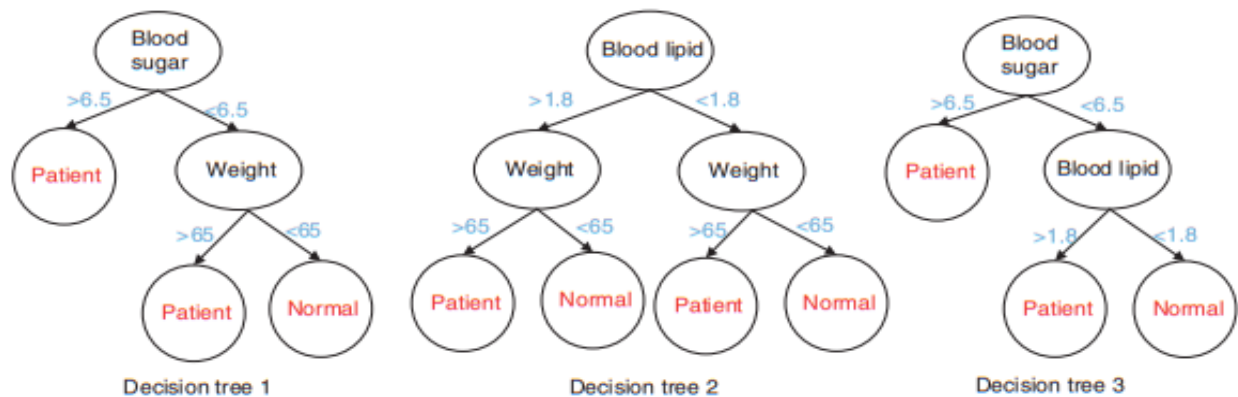 Blood
sugar
>6.5
<6.5
Patient
Weight
>65
<65
Patient
Normal
Decision tree 1
Blood lipid
>1.8
<1.8
Weight
Weight
>65
<65
>65
<65
Patient
Normal
Patient
Normal
Decision tree 2
Blood
sugar
>6.5
<6.5
Patient
Blood lipid
>1.8
<1.8
Patient
Normal
Decision tree 3